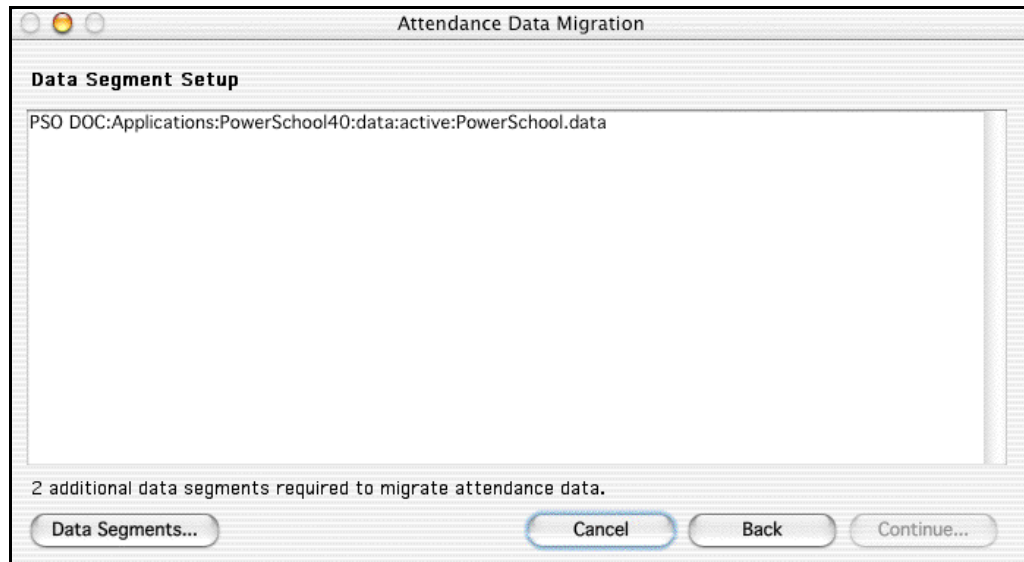 Attendance Data Migration
Data Segment Setup
PSO DOC:Applications:PowerSchool40:data:active:PowerSchool.data
2 additional data segments required to migrate attendance data.
Data Segments... Cancel Back Continue...